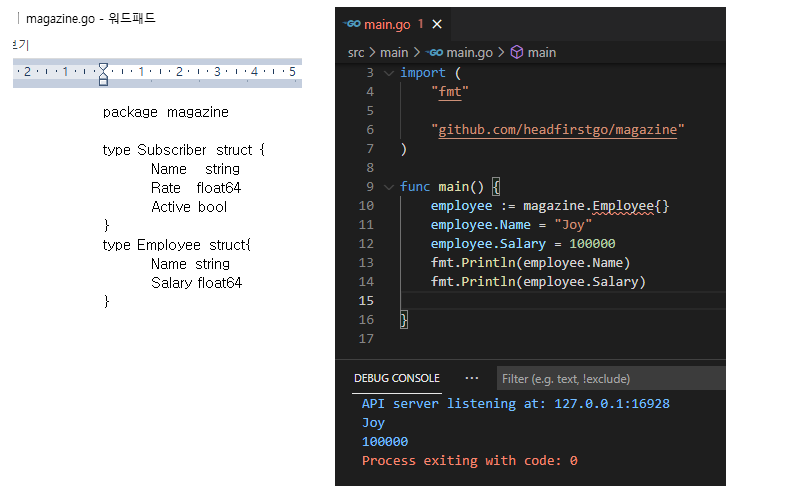 magazine.go - 워드패드
보기
2 1 1 2 3 4 5
package magazine
type Subscriber struct {
Name string
Rate float64
Active bool
}
type Employee struct{
Name string
Salary float64
}
GO main.go 1 ×
src > main > GO main.go > main
3 import (
4 "fmt"
5
6 "github.com/headfirstgo/magazine"
7 )
8
9 func main() {
10 employee := magazine.Employee{}
11 employee.Name = "Joy"
12 employee.Salary = 100000
13 fmt.Println(employee.Name)
14 fmt.Println(employee.Salary)
15
16 }
17
DEBUG CONSOLE ... Filter (e.g. text, !exclude)
API server listening at: 127.0.0.1:16928
Joy
100000
Process exiting with code: 0